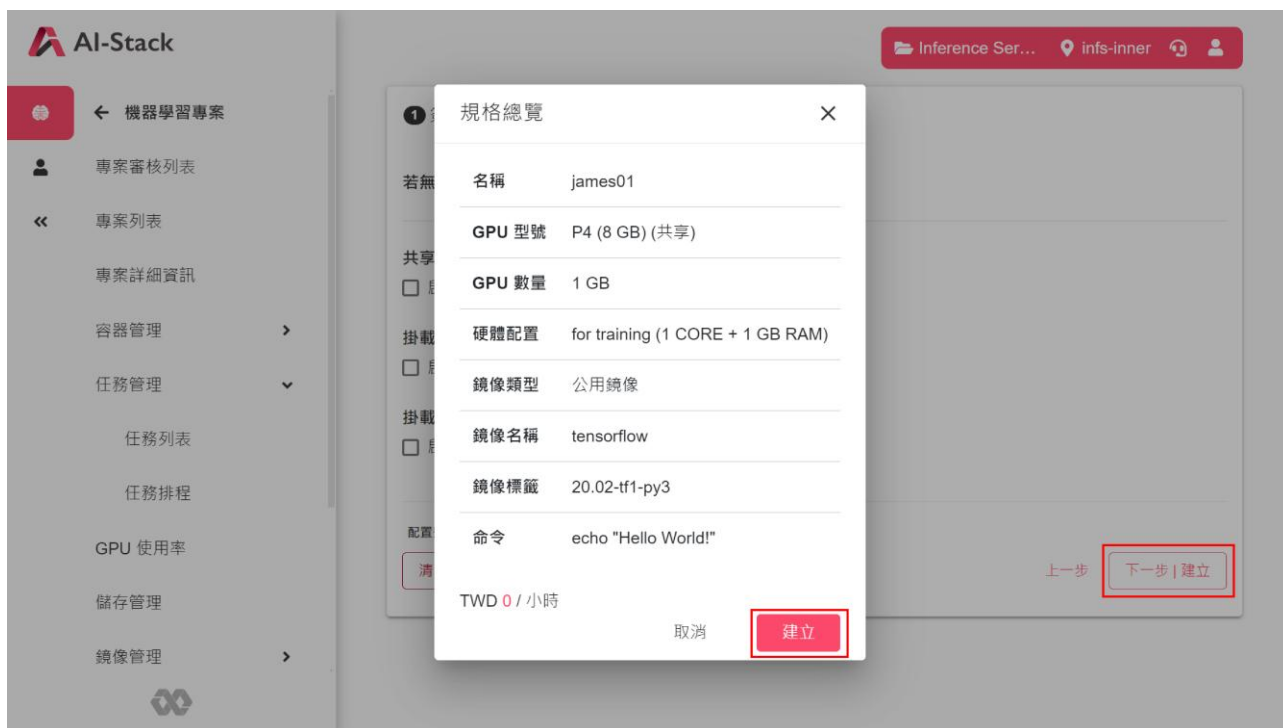 AI-Stack
Inference Ser...
infs-inner
機器學習專案
專案審核列表
專案列表
專案詳細資訊
容器管理
任務管理
任務列表
任務排程
GPU 使用率
儲存管理
鏡像管理
1
若無
共享
掛載
掛載
配置
清
上一步
下一步 | 建立
規格總覽
名稱 james01
GPU 型號 P4 (8 GB) (共享)
GPU 數量 1 GB
硬體配置 for training (1 CORE + 1 GB RAM)
鏡像類型 公用鏡像
鏡像名稱 tensorflow
鏡像標籤 20.02-tf1-py3
命令 echo "Hello World!"
TWD 0 / 小時
取消 建立